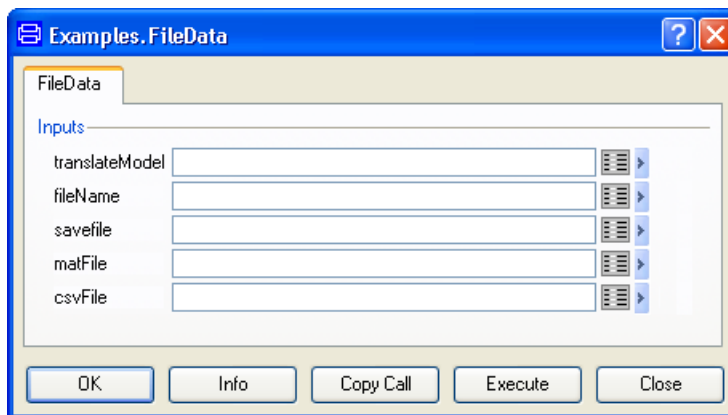 Examples.FileData
FileData
Inputs
translateModel
fileName
savefile
matFile
csvFile
OK Info Copy Call Execute Close